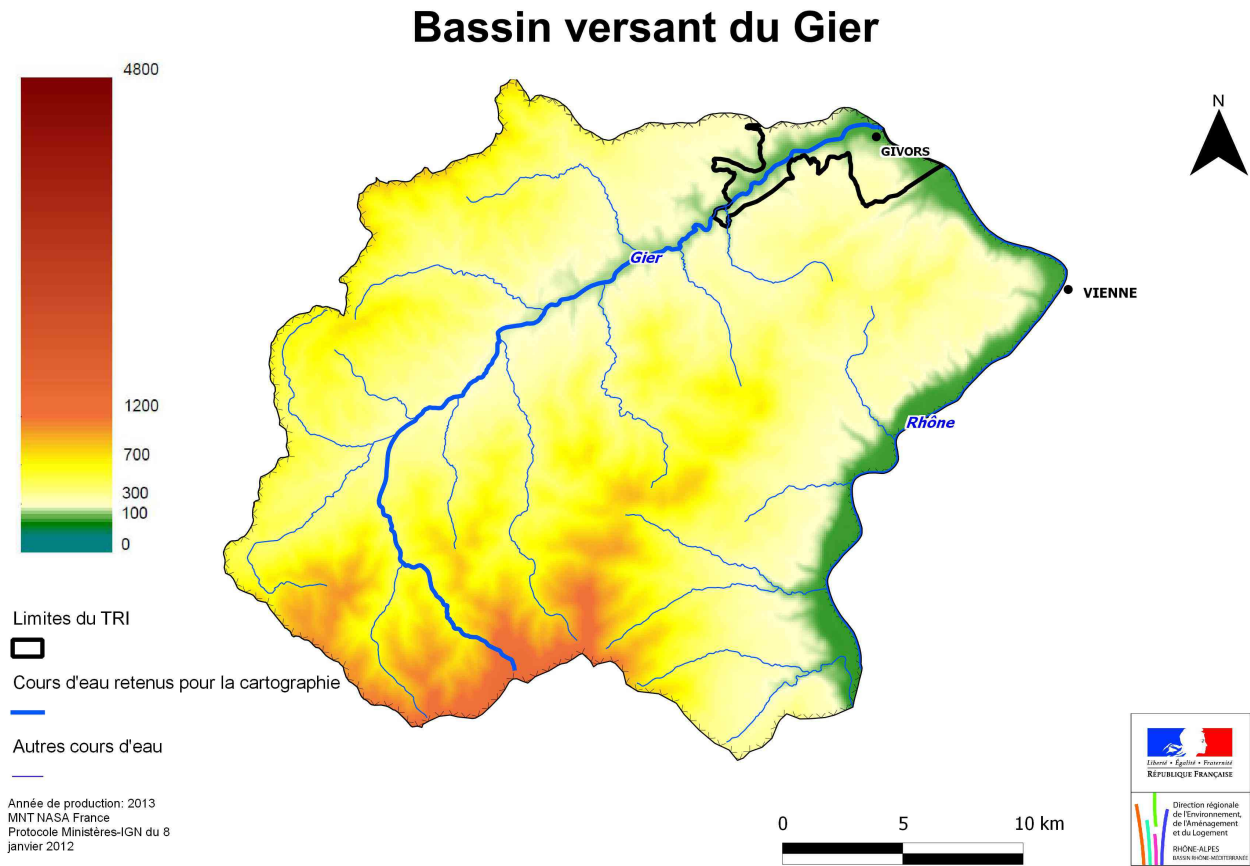 Bassin versant du Gier
4800
1200
700
300
100
0
N
GIVORS
Gier
VIENNE
Rhône
Limites du TRI
Cours d'eau retenus pour la cartographie
Autres cours d'eau
Année de production: 2013
MNT NASA France
Protocole Ministères-IGN du 8
janvier 2012
0 5 10 km
Liberté • Égalité • Fraternité
RÉPUBLIQUE FRANÇAISE
Direction régionale
de l'Environnement,
de l'Aménagement
et du Logement
RHÔNE-ALPES
BASSIN RHÔNE-MÉDITERRANÉE